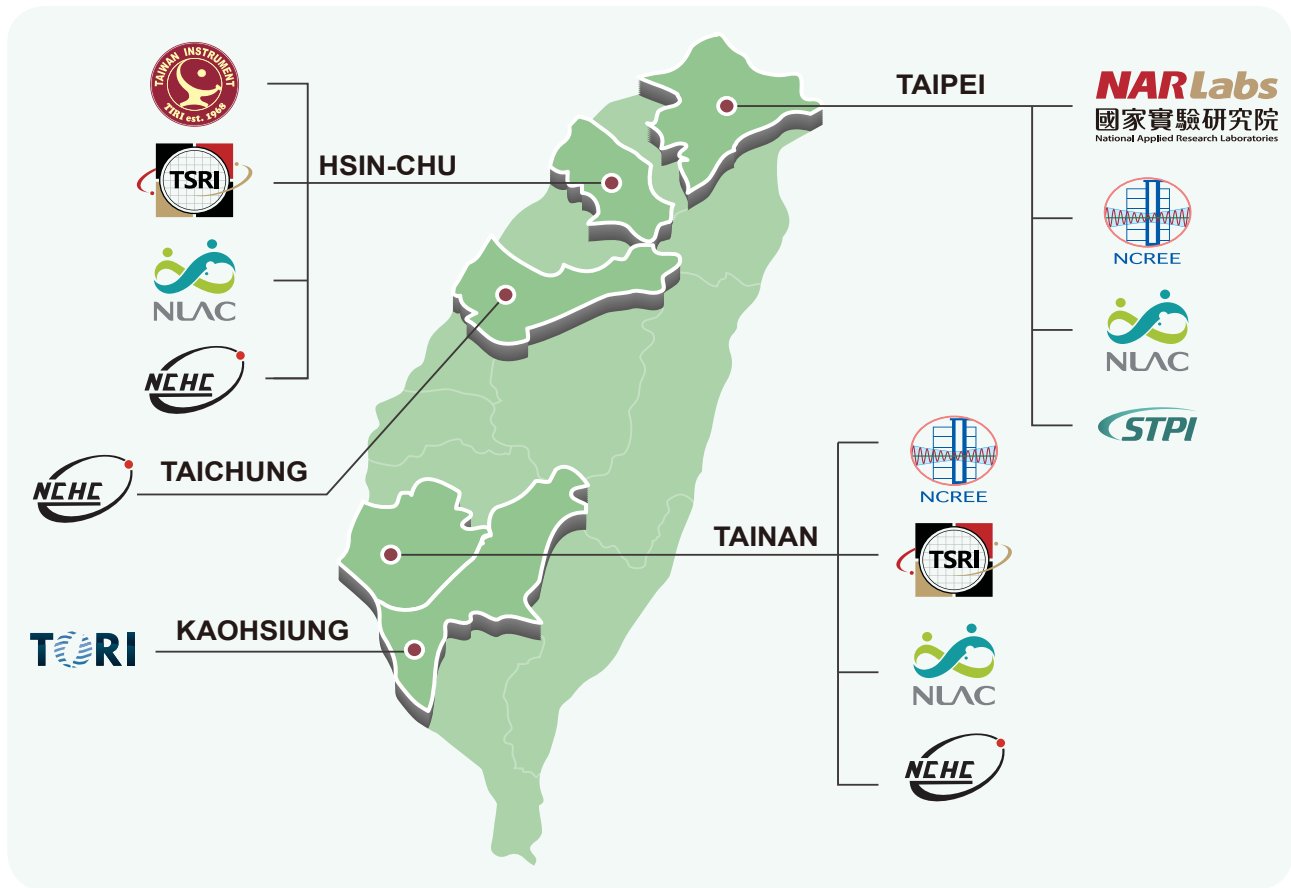 TAIWAN INSTRUMENT
TIRI est. 1968
TSRI
NLAC
NCHC
HSIN-CHU
TAIPEI
NARLabs
國家實驗研究院
National Applied Research Laboratories
NCREE
NLAC
STPI
NCHC
TAICHUNG
TAINAN
NCREE
TSRI
NLAC
NCHC
TORI
KAOHSIUNG